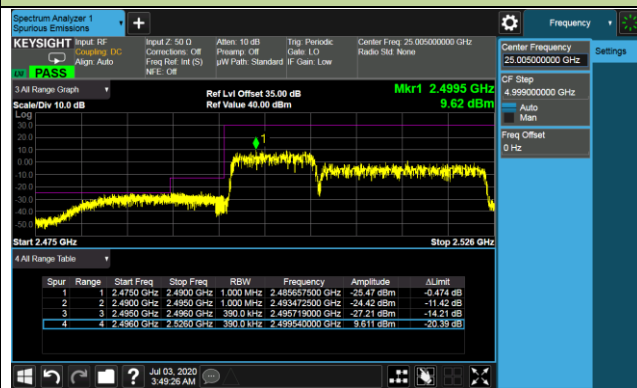 Spectrum Analyzer 1
Spurious Emissions
Frequency
KEYSIGHT Input: RF
Coupling: DC
Align: Auto
Input Z: 50 Ω
Corrections: Off
Freq Ref: Int (S)
NFE: Off
Atten: 10 dB
Preamp: Off
µW Path: Standard
Trig: Periodic
Gate: LO
IF Gain: Low
Center Freq: 25.005000000 GHz
Radio Std: None
PASS
Center Frequency
25.005000000 GHz
Settings
CF Step
4.999000000 GHz
Auto
Man
Freq Offset
0 Hz
3 All Range Graph
Scale/Div 10.0 dB
Ref Lvl Offset 35.00 dB
Ref Value 40.00 dBm
Mkr1 2.4995 GHz
9.62 dBm
Log
30.0
20.0
10.0
0.00
-10.0
-20.0
-30.0
-40.0
-50.0
1
Start 2.475 GHz
Stop 2.526 GHz
4 All Range Table
Spur Range Start Freq Stop Freq RBW Frequency Amplitude ΔLimit
1 1 2.4750 GHz 2.4900 GHz 1.000 MHz 2.485657500 GHz -25.47 dBm -0.474 dB
2 2 2.4900 GHz 2.4950 GHz 1.000 MHz 2.493472500 GHz -24.42 dBm -11.42 dB
3 3 2.4950 GHz 2.4960 GHz 390.0 kHz 2.495719000 GHz -27.21 dBm -14.21 dB
4 4 2.4960 GHz 2.5260 GHz 390.0 kHz 2.499540000 GHz 9.611 dBm -20.39 dB
Jul 03, 2020
3:49:26 AM